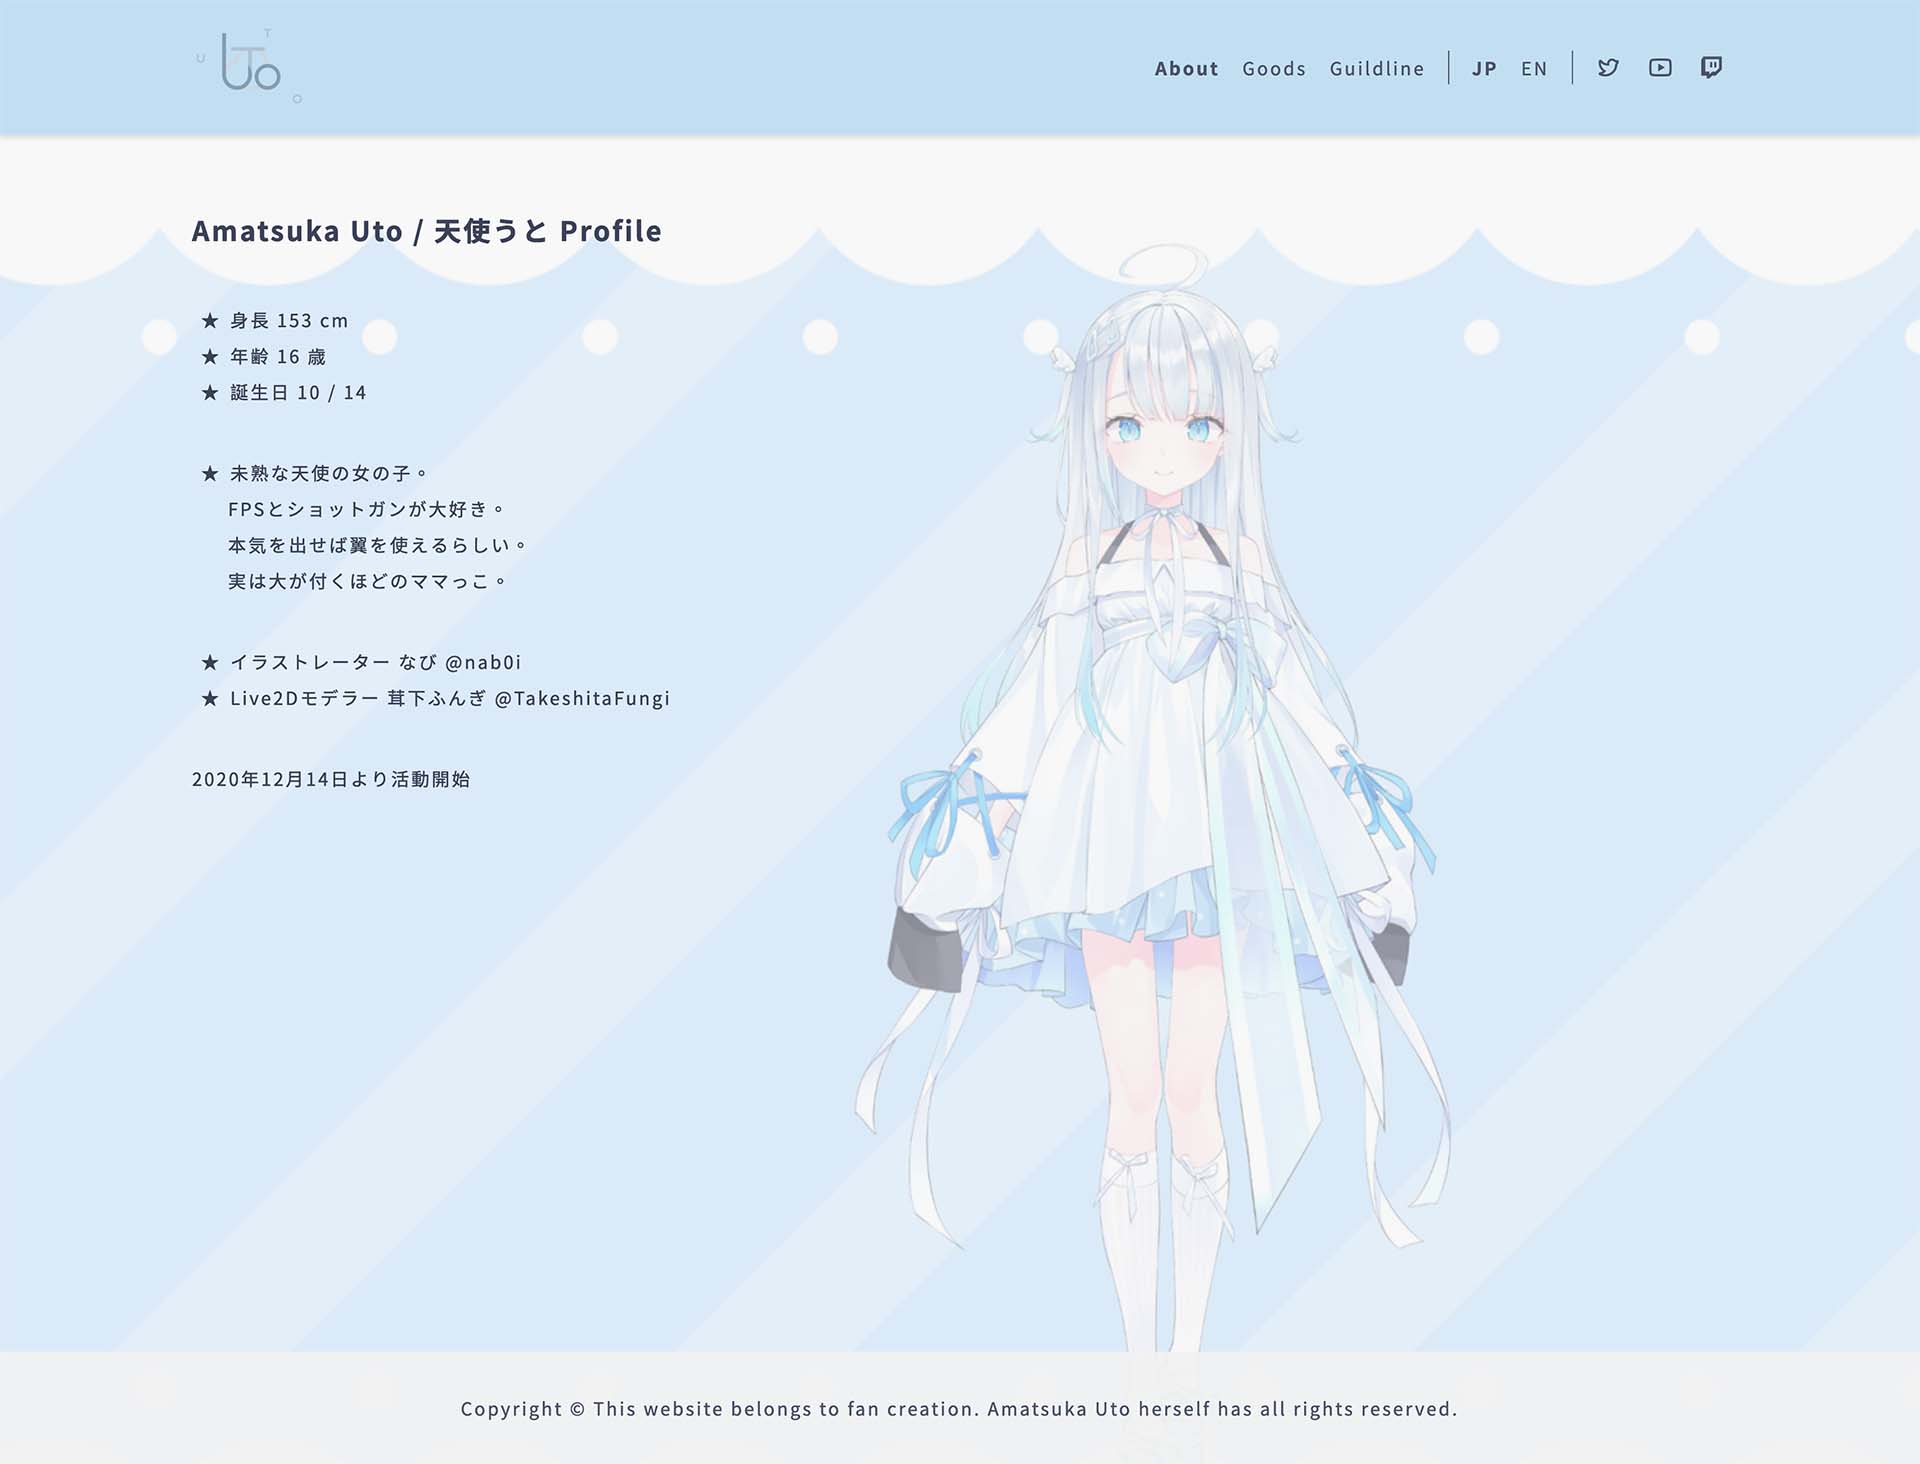 U T
Uto
O
About Goods Guildline JP EN
Amatsuka Uto / 天使うと Profile
★ 身長 153 cm
★ 年齢 16 歳
★ 誕生日 10 / 14
★ 未熟な天使の女の子。
FPSとショットガンが大好き。
本気を出せば翼を使えるらしい。
実は大が付くほどのママっこ。
★ イラストレーター なび @nab0i
★ Live2Dモデラー 茸下ふんぎ @TakeshitaFungi
2020年12月14日より活動開始
Copyright © This website belongs to fan creation. Amatsuka Uto herself has all rights reserved.